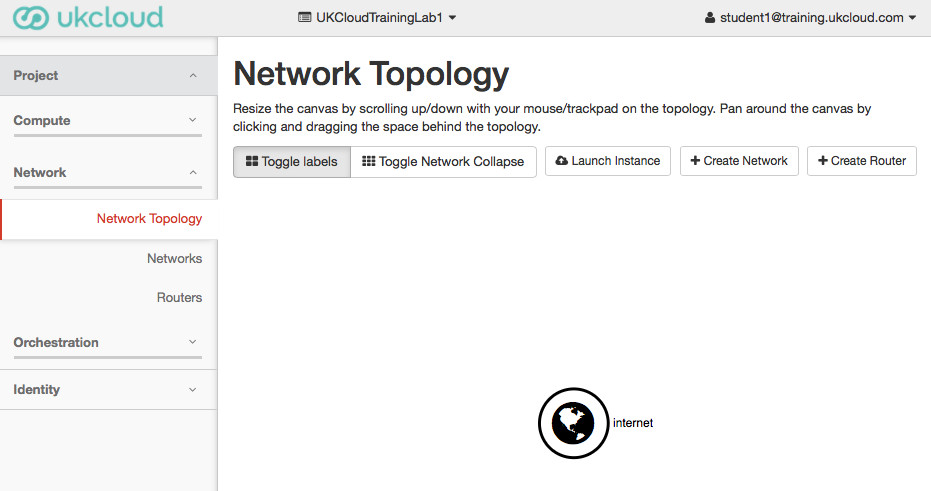 ukcloud
UKCloudTrainingLab1
student1@training.ukcloud.com
Project
Compute
Network
Network Topology
Networks
Routers
Orchestration
Identity
Network Topology
Resize the canvas by scrolling up/down with your mouse/trackpad on the topology. Pan around the canvas by
clicking and dragging the space behind the topology.
Toggle labels
Toggle Network Collapse
Launch Instance
+ Create Network
+ Create Router
internet